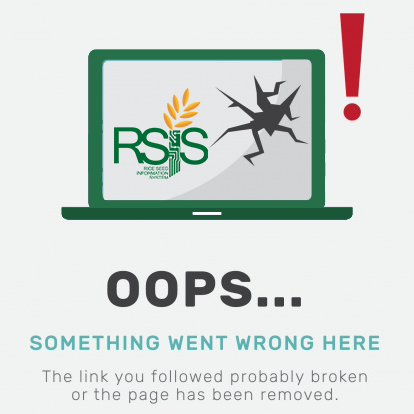 RSIS
RICE SEED
INFORMATION
SYSTEM
!
OOPS...
SOMETHING WENT WRONG HERE
The link you followed probably broken
or the page has been removed.